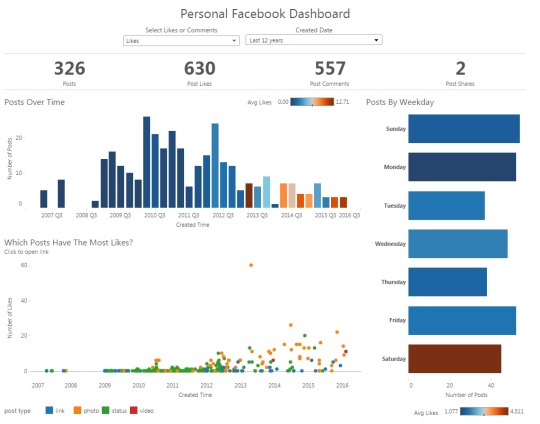 Personal Facebook Dashboard
Select Likes or Comments
Created Date
Likes
Last 12 years
326
630
557
2
Posts
Post Likes
Post Comments
Post Shares
Posts Over Time
Avg Likes
0.00
12.71
Posts By Weekday
Number of Posts
20
10
0
2007 Q3
2008 Q3
2009 Q3
2010 Q3
2011 Q3
2012 Q3
2013 Q3
2014 Q3
2015 Q3
2016 Q3
Created Time
Sunday
Monday
Tuesday
Wednesday
Thursday
Friday
Saturday
0
20
40
Number of Posts
Avg Likes
1.077
4.511
Which Posts Have The Most Likes?
Click to open link
Number of Likes
60
40
20
0
2007
2008
2009
2010
2011
2012
2013
2014
2015
2016
Created Time
post type
link
photo
status
video